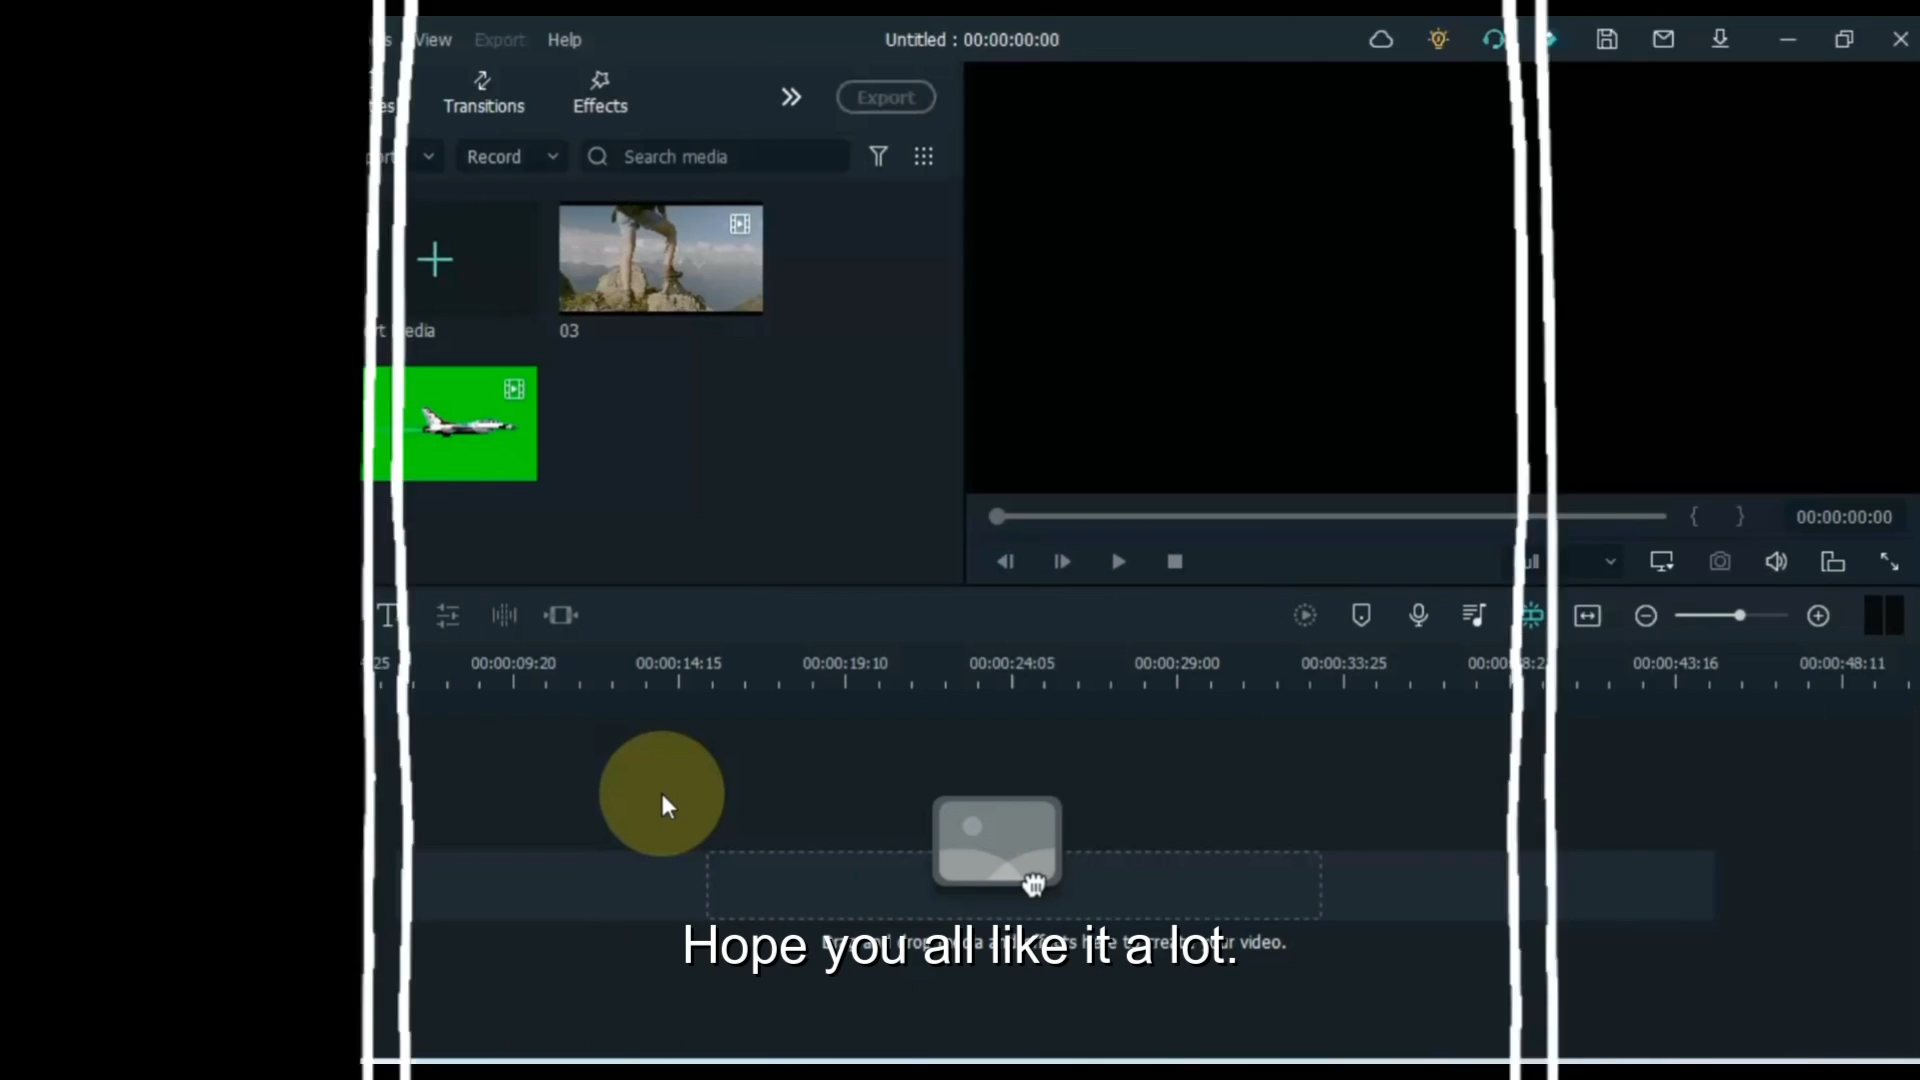 View Export Help Untitled : 00:00:00:00
Transitions Effects Export
Record Search media
03
00:00:00:00
00:00:09:20 00:00:14:15 00:00:19:10 00:00:24:05 00:00:29:00 00:00:33:25 00:00:43:16 00:00:48:11
video.
Hope you all like it a lot.